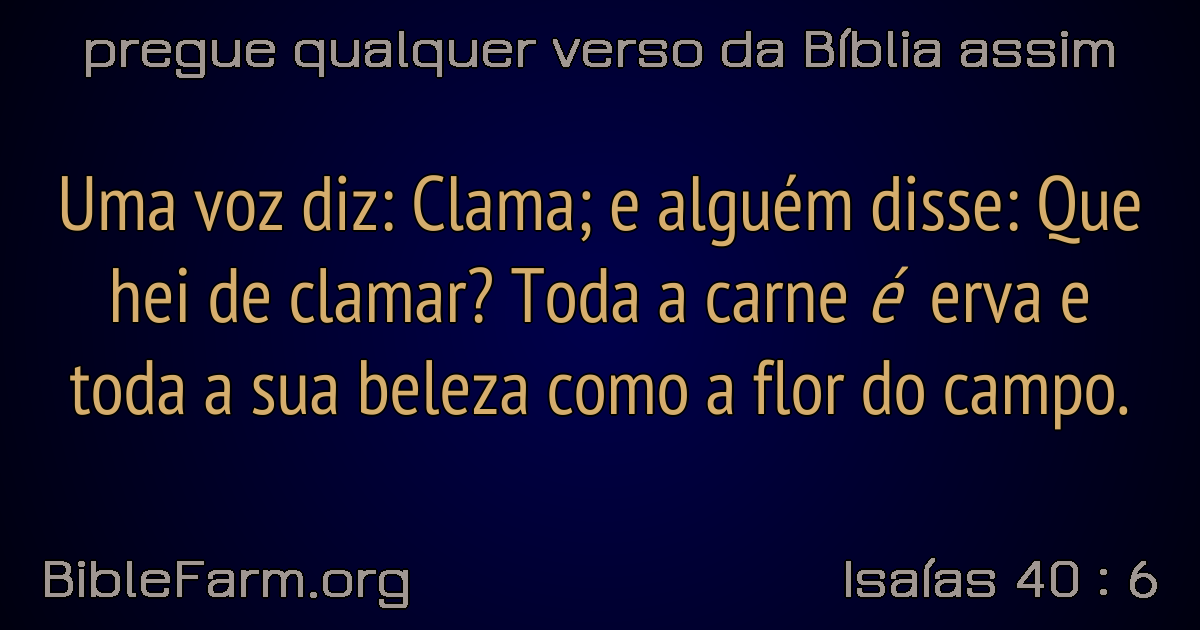 pregue qualquer verso da Bíblia assim
Uma voz diz: Clama; e alguém disse: Que
hei de clamar? Toda a carne é erva e
toda a sua beleza como a flor do campo.
BibleFarm.org
Isaías 40 : 6